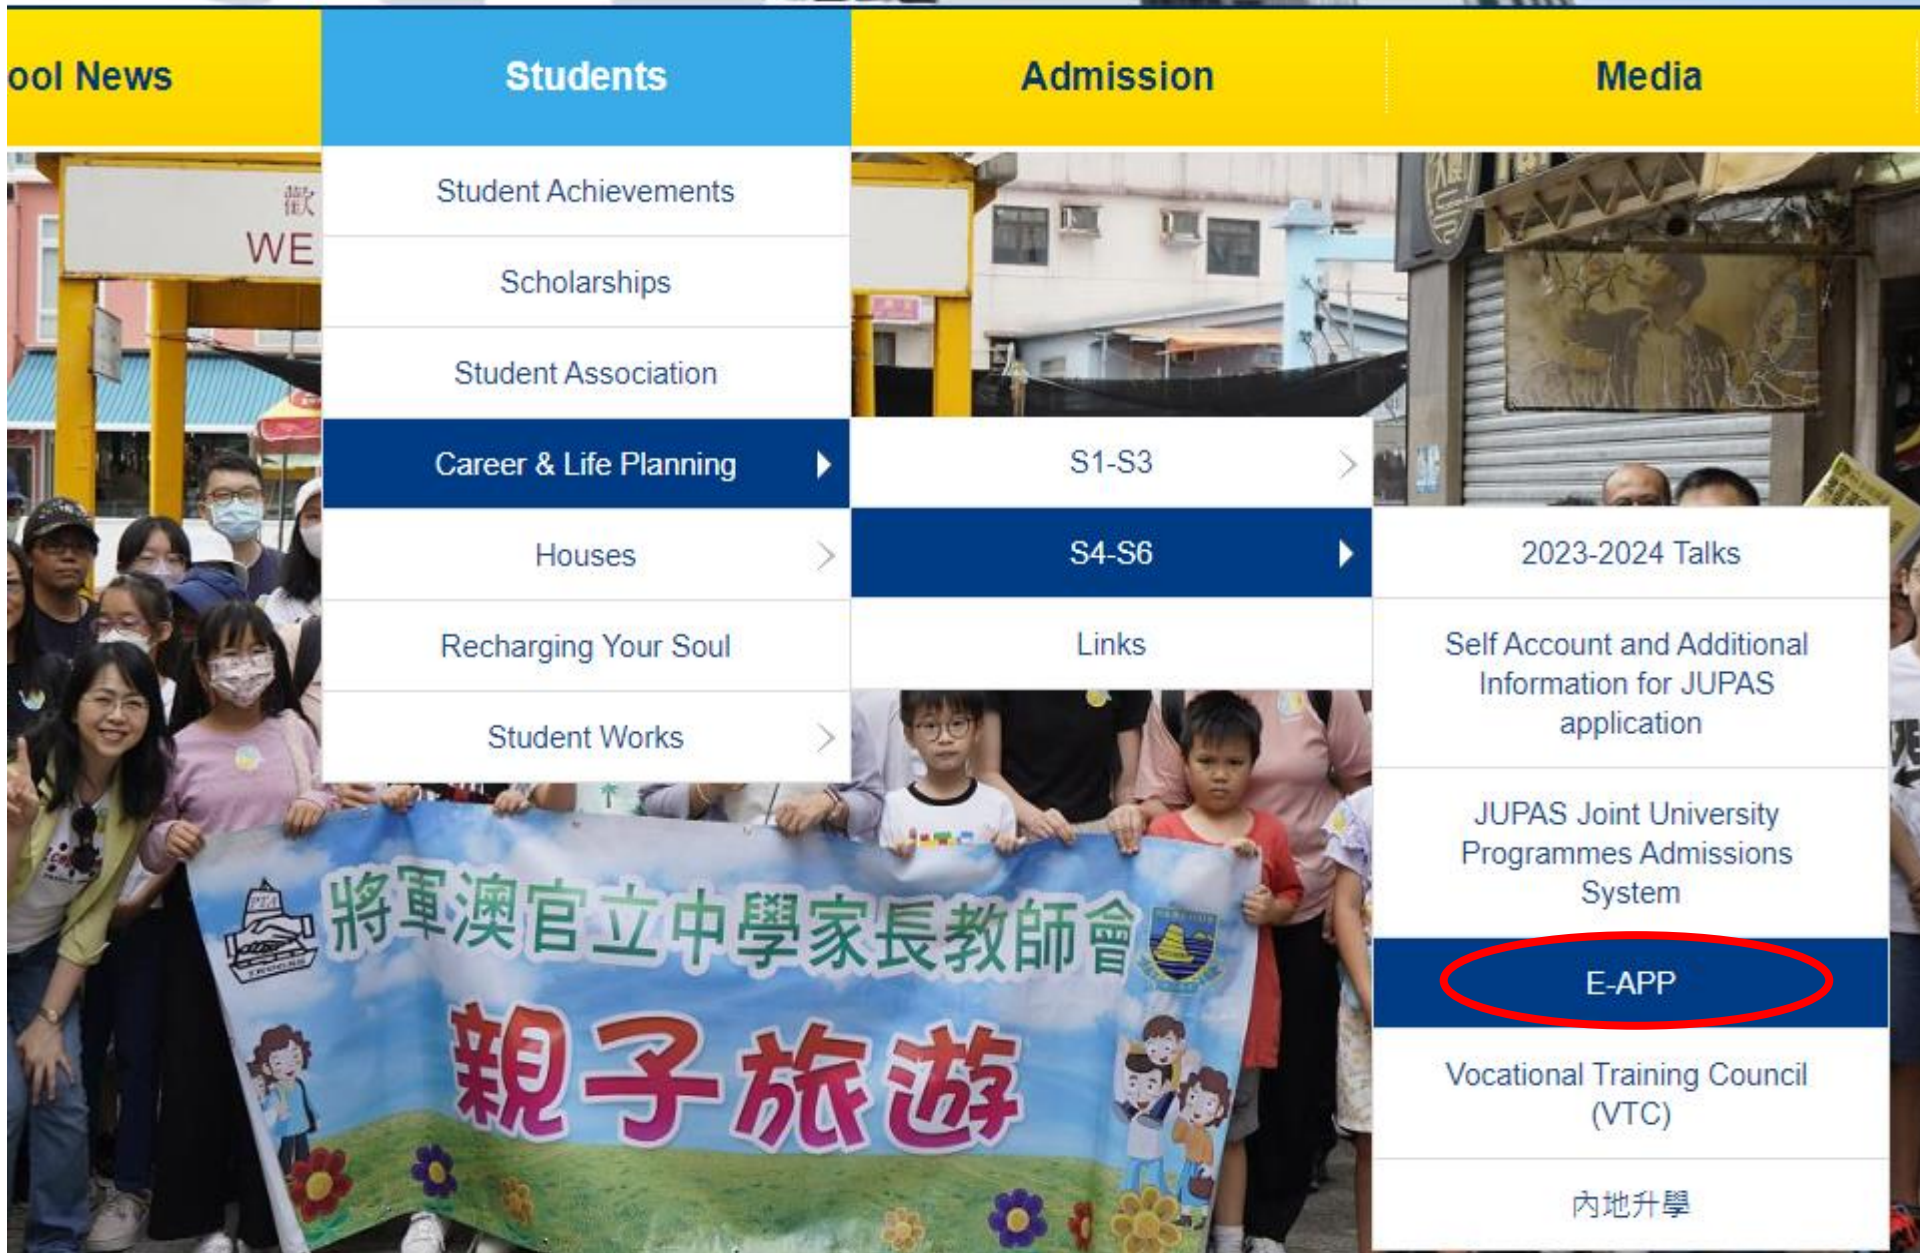 ool News
Students
Admission
Media
Student Achievements
Scholarships
Student Association
Career & Life Planning
Houses
Recharging Your Soul
Student Works
S1-S3
S4-S6
Links
2023-2024 Talks
Self Account and Additional
Information for JUPAS
application
JUPAS Joint University
Programmes Admissions
System
E-APP
Vocational Training Council
(VTC)
內地升學
歡
WE
PTA
將軍澳官立中學家長教師會
親子旅遊